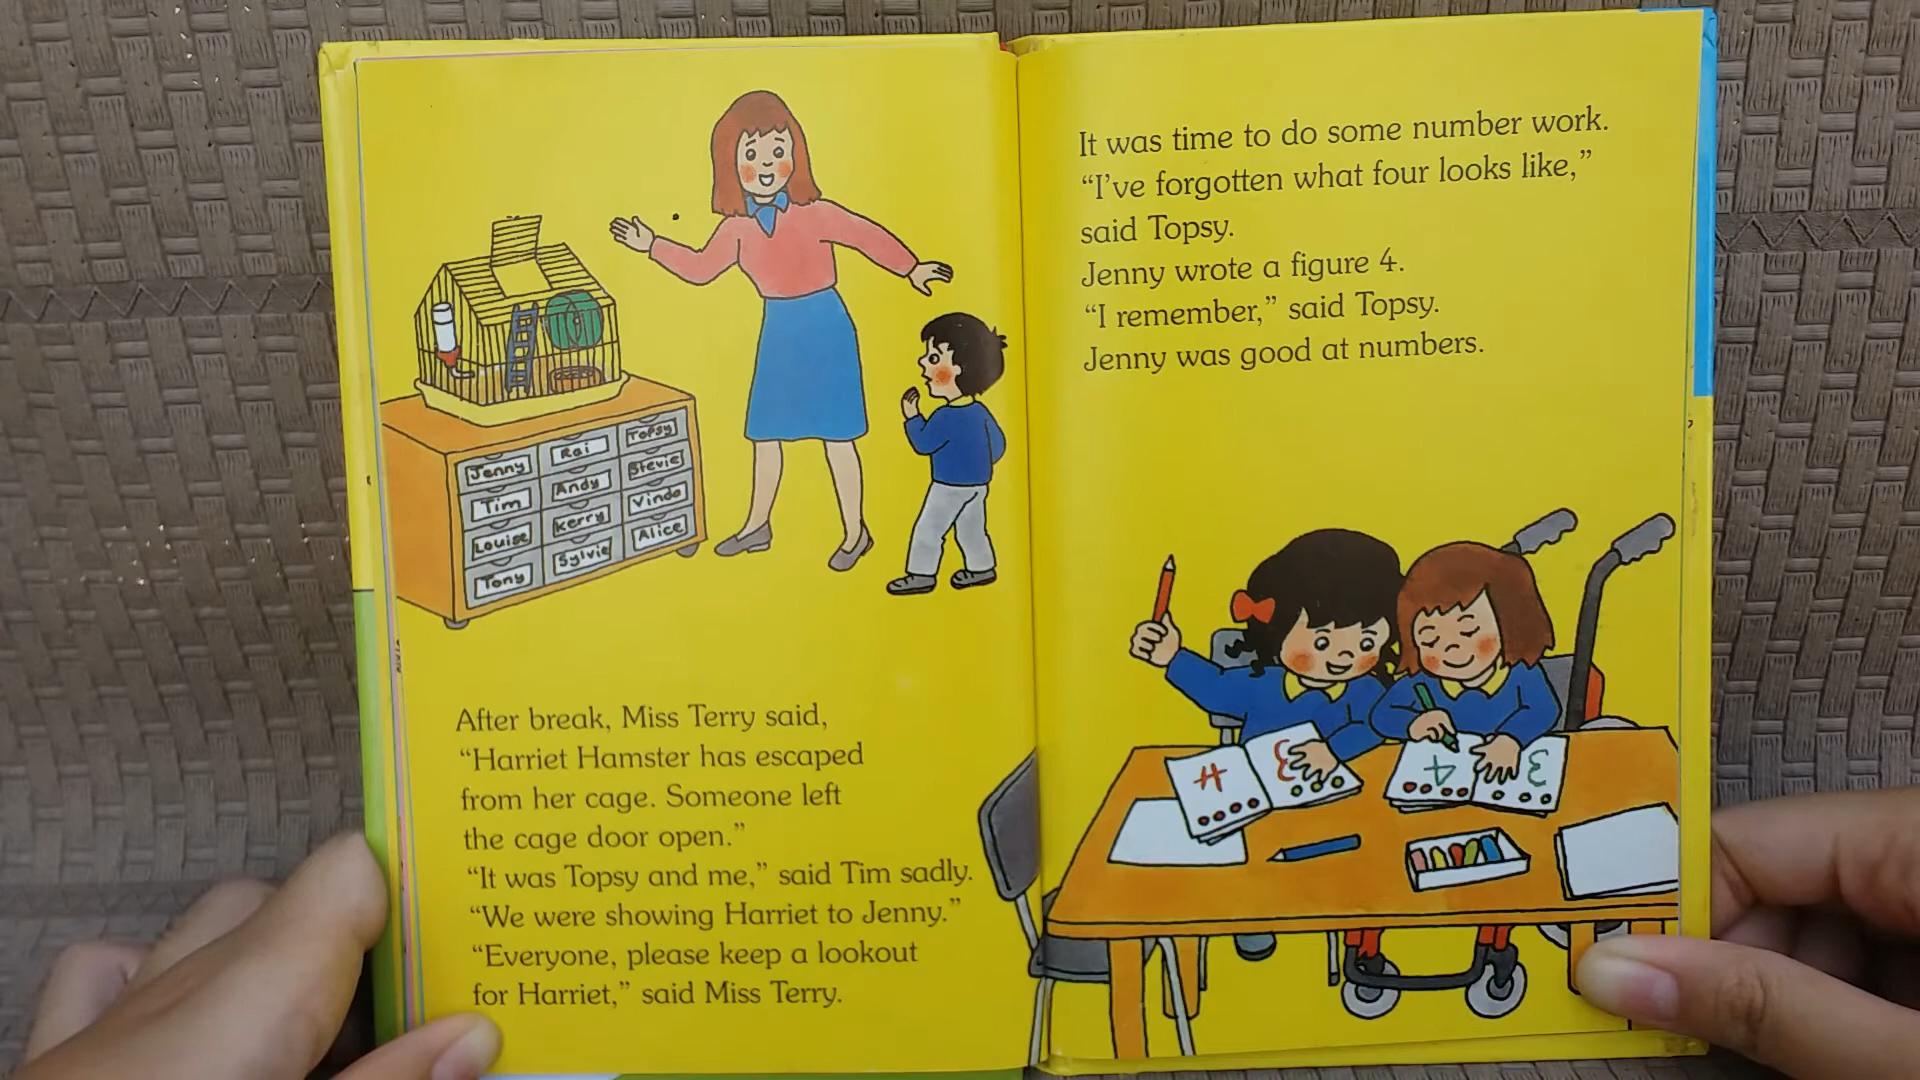 Jenny
Rai
Topsy
Tim
Andy
Stevie
Louise
Kerry
Vinda
Tony
Sylvie
Alice
After break, Miss Terry said,
“Harriet Hamster has escaped
from her cage. Someone left
the cage door open.”
“It was Topsy and me,” said Tim sadly.
“We were showing Harriet to Jenny.”
“Everyone, please keep a lookout
for Harriet,” said Miss Terry.
It was time to do some number work.
“I’ve forgotten what four looks like,”
said Topsy.
Jenny wrote a figure 4.
“I remember,” said Topsy.
Jenny was good at numbers.
4 3
4 3